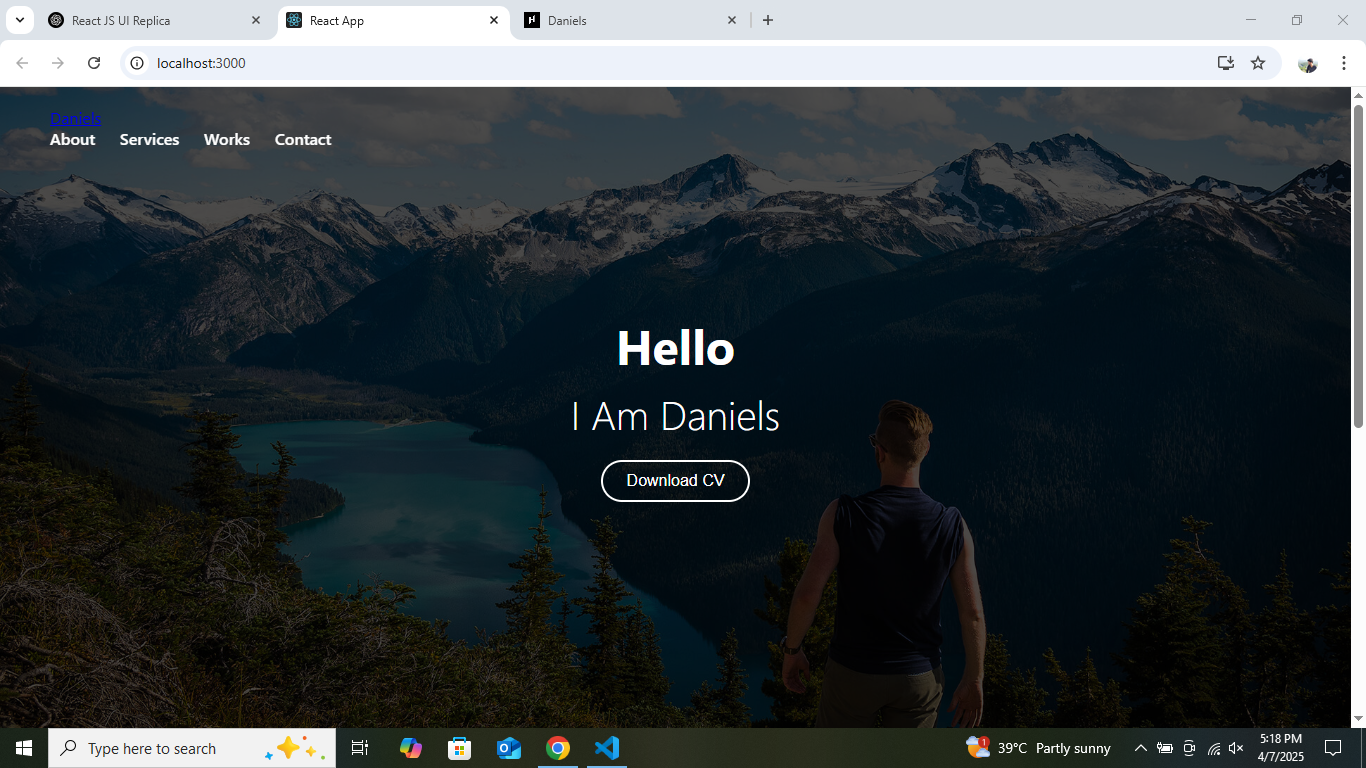 React JS UI Replica
React App
Daniels
localhost:3000
Daniels
About Services Works Contact
Hello
I Am Daniels
Download CV
Type here to search
1
39°C Partly sunny
5:18 PM
4/7/2025